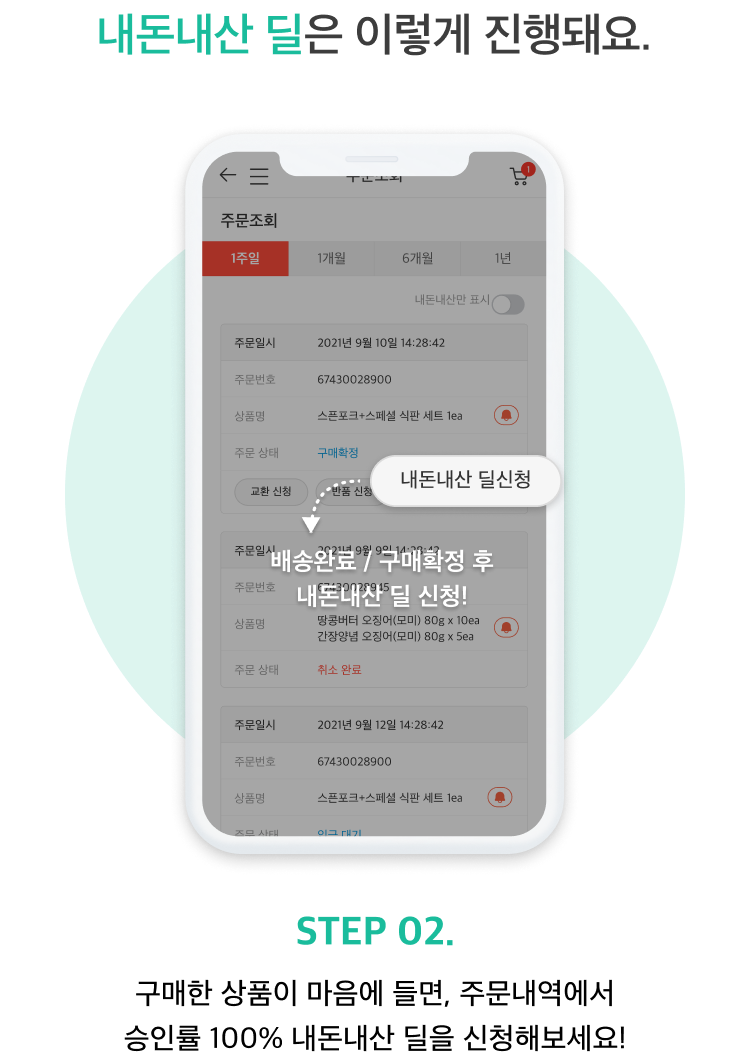 내돈내산 딜은 이렇게 진행돼요.
주문조회
1
주문조회
1주일 1개월 6개월 1년
내돈내산만 표시
주문일시 2021년 9월 10일 14:28:42
주문번호 67430028900
상품명 스픈포크+스페셜 식판 세트 1ea
주문 상태 구매확정
교환 신청 반품 신청 내돈내산 딜신청
주문일시 2021년 9월 9일 14:28:42
배송완료 / 구매확정 후
주문번호 67430028945
내돈내산 딜 신청!
상품명 땅콩버터 오징어(모미) 80g x 10ea
간장양념 오징어(모미) 80g x 5ea
주문 상태 취소 완료
주문일시 2021년 9월 12일 14:28:42
주문번호 67430028900
상품명 스픈포크+스페셜 식판 세트 1ea
주문 상태 입금 대기
STEP 02.
구매한 상품이 마음에 들면, 주문내역에서
승인률 100% 내돈내산 딜을 신청해보세요!